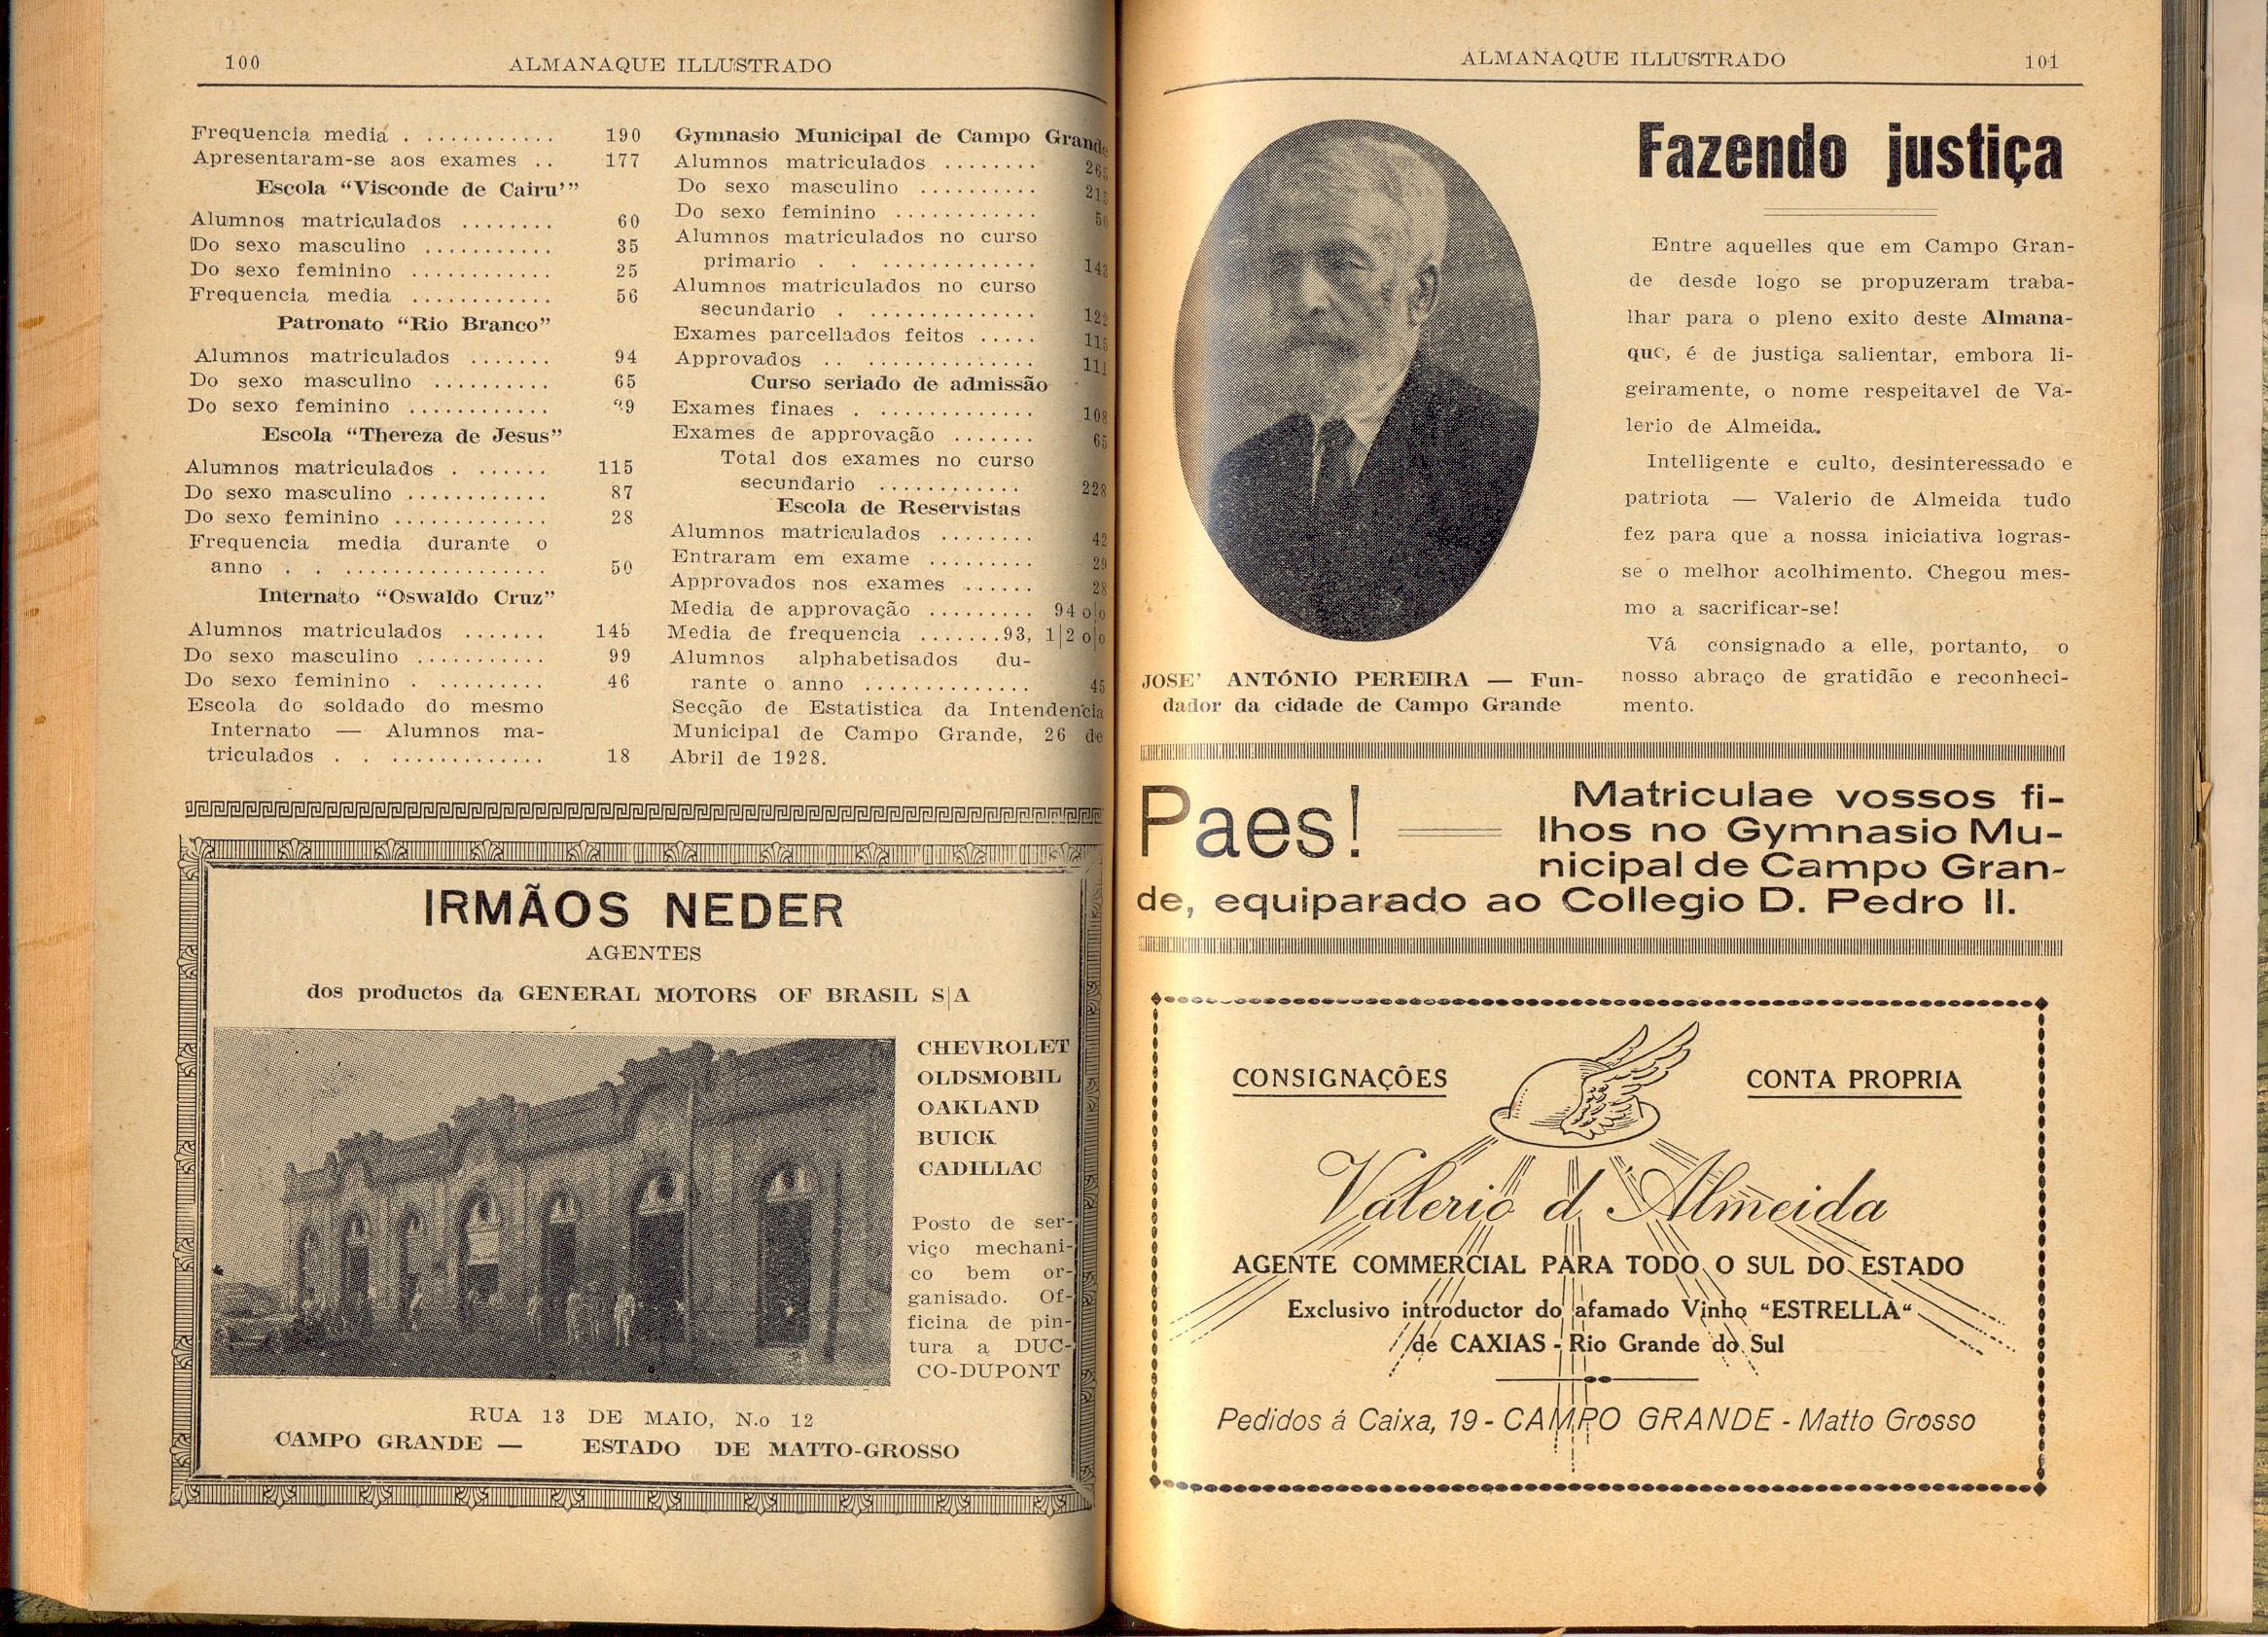 100
ALMANAQUE ILLUSTRADO
Frequencia media . ........... 190
Apresentaram-se aos exames .. 177
Escola “Visconde de Cairu’”
Alumnos matriculados ........ 60
Do sexo masculino ........... 35
Do sexo feminino ............ 25
Frequencia media ............ 56
Patronato “Rio Branco”
Alumnos matriculados ....... 94
Do sexo masculino .......... 65
Do sexo feminino ............ 29
Escola “Thereza de Jesus”
Alumnos matriculados . ...... 115
Do sexo masculino ............ 87
Do sexo feminino ............. 28
Frequencia media durante o
anno . . ................. 50
Internato “Oswaldo Cruz”
Alumnos matriculados ....... 145
Do sexo masculino ........... 99
Do sexo feminino . ......... 46
Escola do soldado do mesmo
Internato — Alumnos ma-
triculados . . ............. 18
Gymnasio Municipal de Campo Grande
Alumnos matriculados ........ 265
Do sexo masculino .......... 215
Do sexo feminino ............ 50
Alumnos matriculados no curso
primario . . ............. 143
Alumnos matriculados no curso
secundario . .............. 122
Exames parcellados feitos ..... 115
Approvados .. .............. 111
Curso seriado de admissão
Exames finaes . ............. 108
Exames de approvação ....... 65
Total dos exames no curso
secundario ............ 228
Escola de Reservistas
Alumnos matriculados ........ 42
Entraram em exame ......... 29
Approvados nos exames ...... 28
Media de approvação ......... 94 o|o
Media de frequencia .......93, 1|2 o|o
Alumnos alphabetisados du-
rante o anno .............. 45
Secção de Estatistica da Intendencia
Municipal de Campo Grande, 26 de
Abril de 1928.
IRMÃOS NEDER
AGENTES
dos productos da GENERAL MOTORS OF BRASIL S|A
CHEVROLET
OLDSMOBIL
OAKLAND
BUICK
CADILLAC
Posto de ser-
viço mechani-
co bem or-
ganisado. Of-
ficina de pin-
tura a DUC-
CO-DUPONT
RUA 13 DE MAIO, N.o 12
CAMPO GRANDE — ESTADO DE MATTO-GROSSO
ALMANAQUE ILLUSTRADO
101
JOSE’ ANTÓNIO PEREIRA — Fun-
dador da cidade de Campo Grande
Fazendo justiça
Entre aquelles que em Campo Gran-
de desde logo se propuzeram traba-
lhar para o pleno exito deste Almana-
que, é de justiça salientar, embora li-
geiramente, o nome respeitavel de Va-
lerio de Almeida.
Intelligente e culto, desinteressado e
patriota — Valerio de Almeida tudo
fez para que a nossa iniciativa logras-
se o melhor acolhimento. Chegou mes-
mo a sacrificar-se!
Vá consignado a elle, portanto, o
nosso abraço de gratidão e reconheci-
mento.
Paes! Matriculae vossos fi-
lhos no Gymnasio Mu-
nicipal de Campo Gran-
de, equiparado ao Collegio D. Pedro II.
CONSIGNAÇÕES
CONTA PROPRIA
Valerio d Almeida
AGENTE COMMERCIAL PARA TODO O SUL DO ESTADO
Exclusivo introductor do afamado Vinho “ESTRELLA“
de CAXIAS - Rio Grande do Sul
Pedidos á Caixa, 19 - CAMPO GRANDE - Matto Grosso